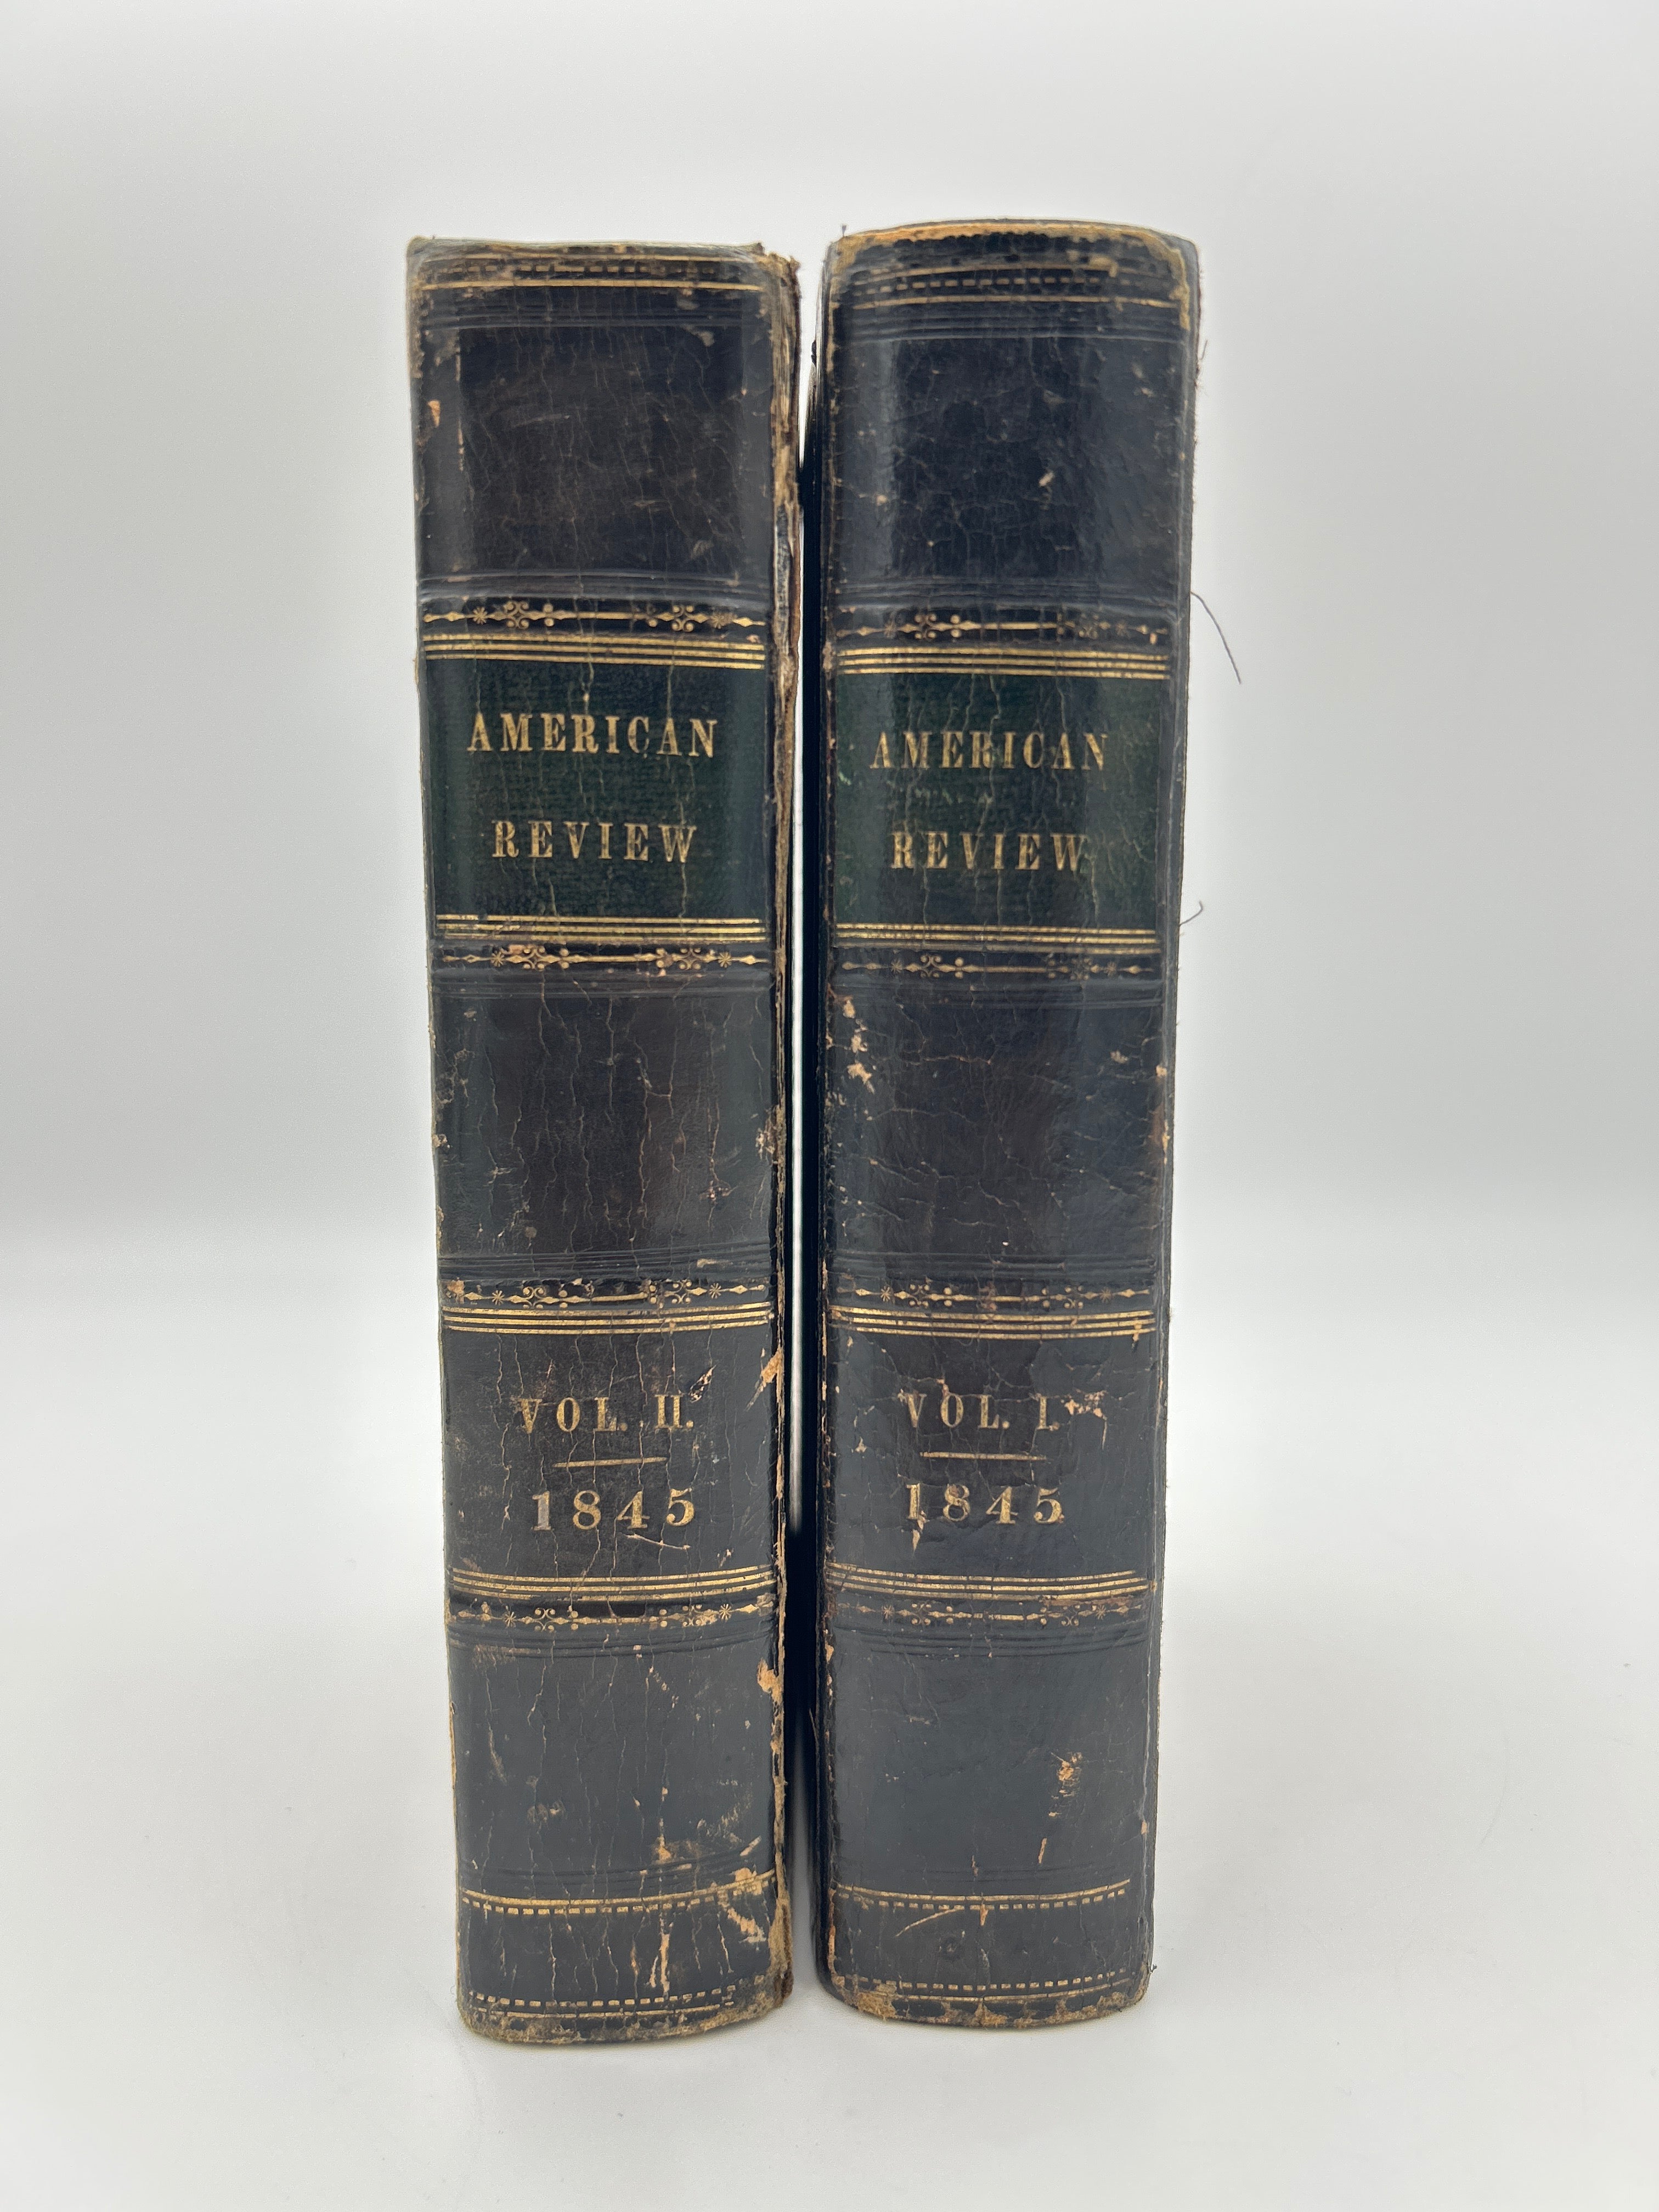 AMERICAN
REVIEW
VOL. II.
1845
AMERICAN
REVIEW
VOL. I.
1845